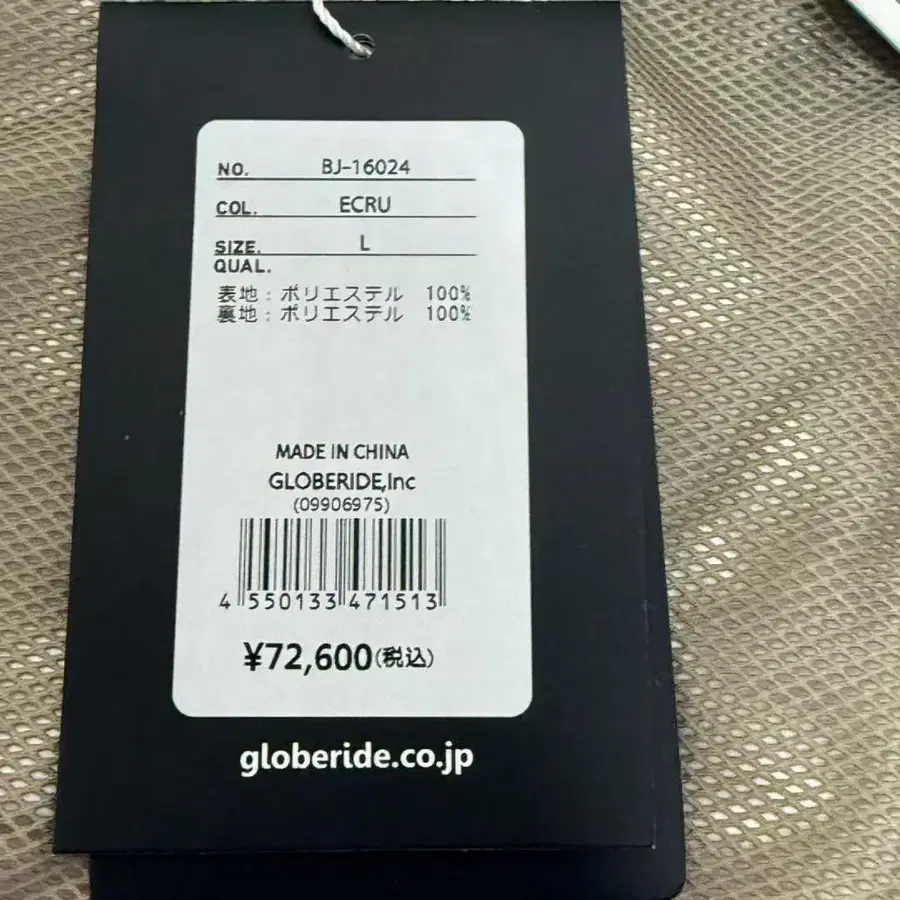 NO. BJ-16024
COL. ECRU
SIZE. L
QUAL.
表地：ポリエステル 100%
裏地：ポリエステル 100%
MADE IN CHINA
GLOBERIDE,Inc
(09906975)
4 550133 471513
¥72,600(税込)
globeride.co.jp